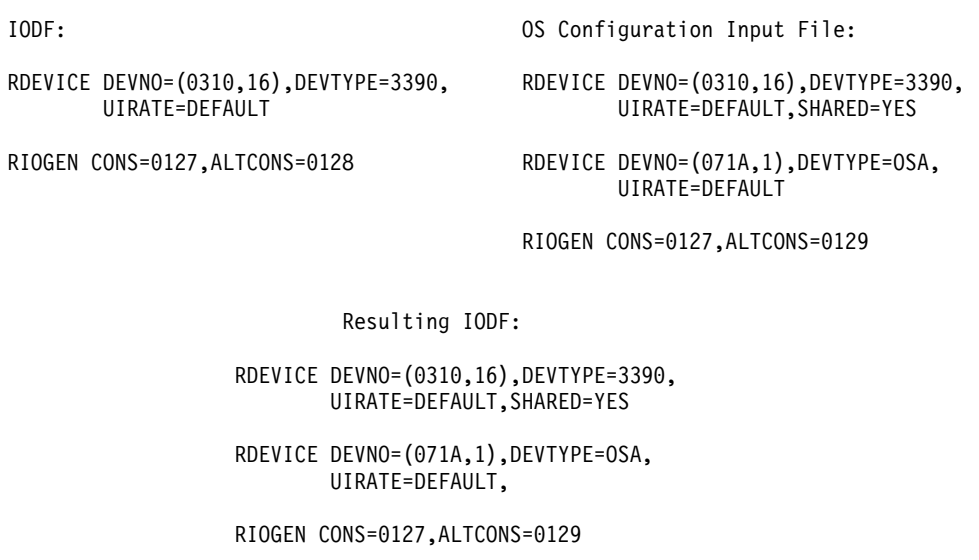 IODF:
RDEVICE DEVNO=(0310,16),DEVTYPE=3390,
UIRATE=DEFAULT
RIOGEN CONS=0127,ALTCONS=0128
OS Configuration Input File:
RDEVICE DEVNO=(0310,16),DEVTYPE=3390,
UIRATE=DEFAULT,SHARED=YES
RDEVICE DEVNO=(071A,1),DEVTYPE=OSA,
UIRATE=DEFAULT
RIOGEN CONS=0127,ALTCONS=0129
Resulting IODF:
RDEVICE DEVNO=(0310,16),DEVTYPE=3390,
UIRATE=DEFAULT,SHARED=YES
RDEVICE DEVNO=(071A,1),DEVTYPE=OSA,
UIRATE=DEFAULT,
RIOGEN CONS=0127,ALTCONS=0129